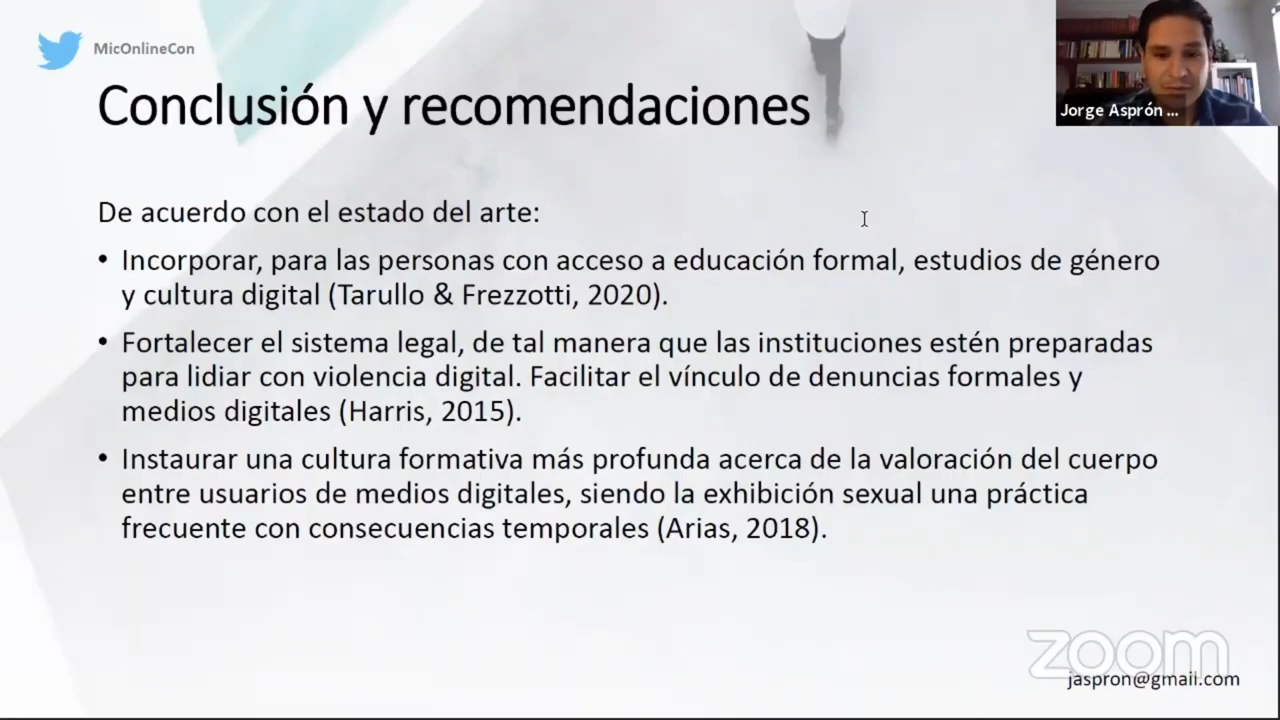 MicOnlineCon
Conclusión y recomendaciones
Jorge Asprón ...
De acuerdo con el estado del arte:
• Incorporar, para las personas con acceso a educación formal, estudios de género
y cultura digital (Tarullo & Frezzotti, 2020).
• Fortalecer el sistema legal, de tal manera que las instituciones estén preparadas
para lidiar con violencia digital. Facilitar el vínculo de denuncias formales y
medios digitales (Harris, 2015).
• Instaurar una cultura formativa más profunda acerca de la valoración del cuerpo
entre usuarios de medios digitales, siendo la exhibición sexual una práctica
frecuente con consecuencias temporales (Arias, 2018).
zoom
jaspron@gmail.com